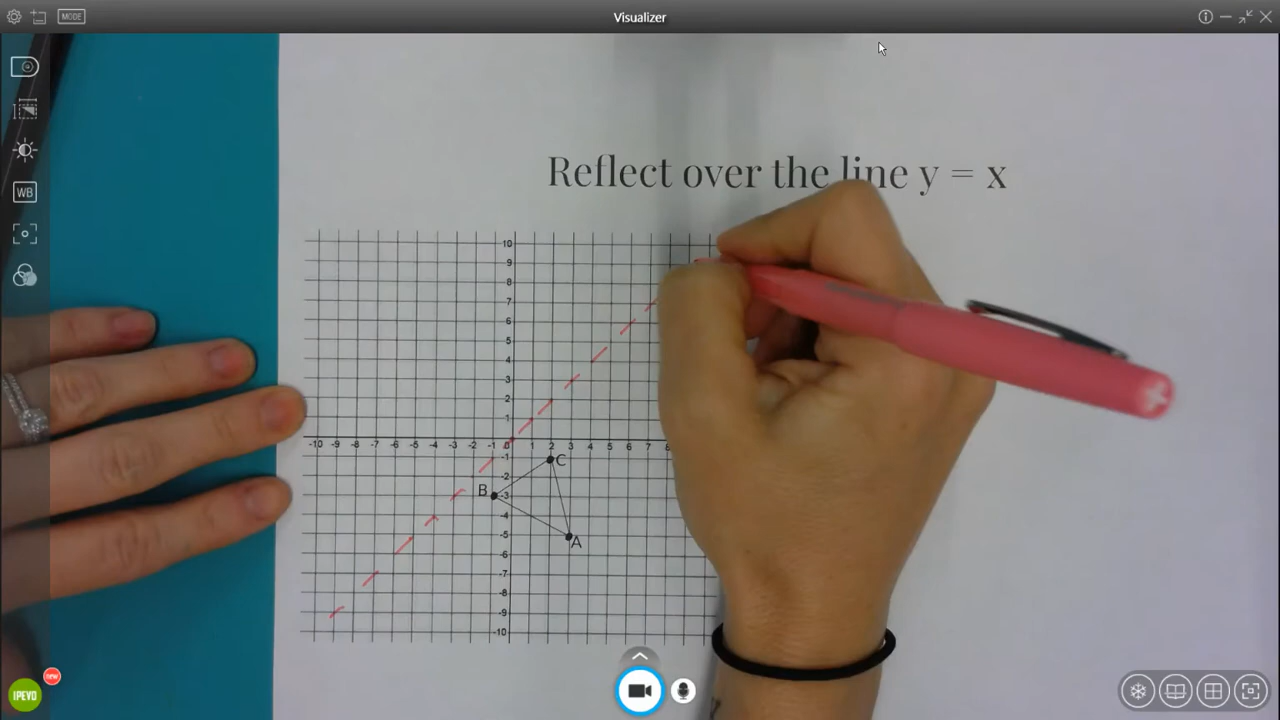 MODE
Visualizer
WB
Reflect over the line y = x
10
9
8
7
6
5
4
3
2
1
-10 -9 -8 -7 -6 -5 -4 -3 -2 -1 0 1 2 3 4 5 6 7 8
-1
-2
-3
-4
-5
-6
-7
-8
-9
-10
C
B
A
new
IPEVO